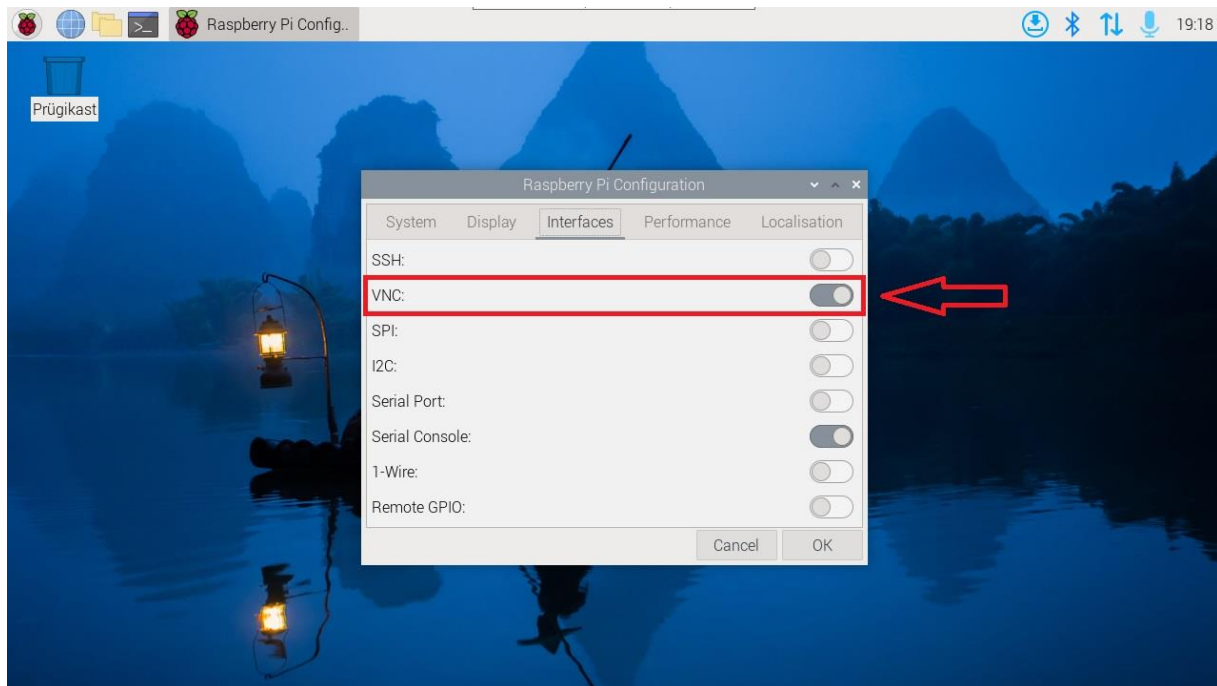 Raspberry Pi Config..
19:18
Prügikast
Raspberry Pi Configuration
System Display Interfaces Performance Localisation
SSH:
VNC:
SPI:
I2C:
Serial Port:
Serial Console:
1-Wire:
Remote GPIO:
Cancel OK